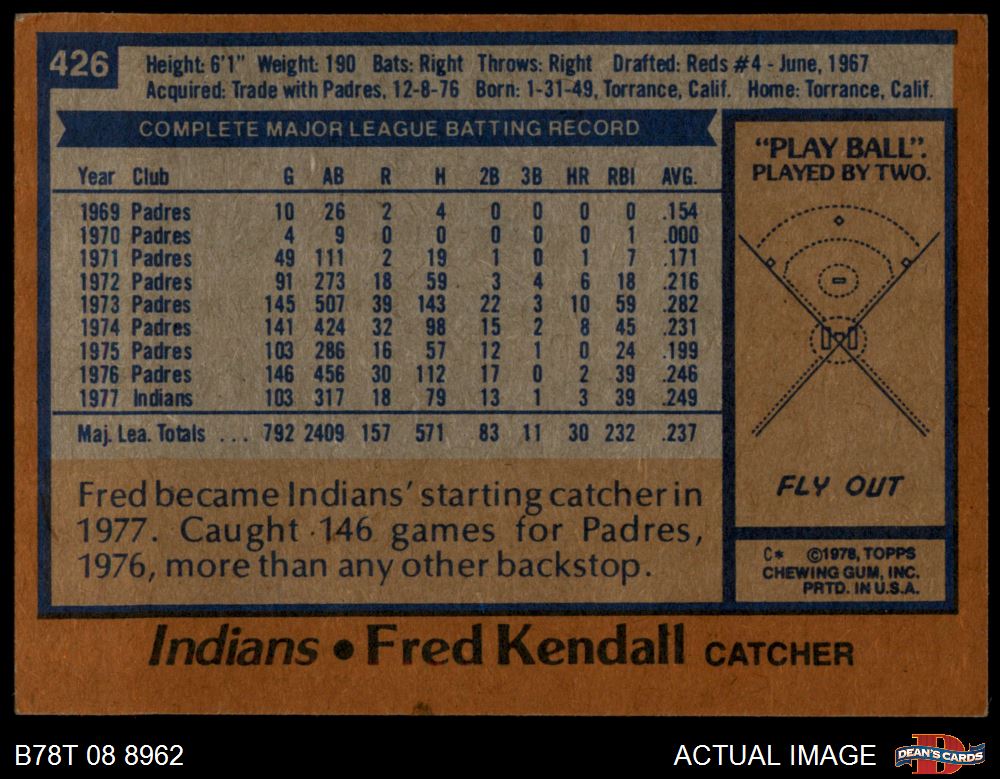 426
Height: 6'1" Weight: 190 Bats: Right Throws: Right Drafted: Reds #4 - June, 1967
Acquired: Trade with Padres, 12-8-76 Born: 1-31-49, Torrance, Calif. Home: Torrance, Calif.
COMPLETE MAJOR LEAGUE BATTING RECORD
Year Club G AB R H 2B 3B HR RBI AVG.
1969 Padres 10 26 2 4 0 0 0 0 .154
1970 Padres 4 9 0 0 0 0 0 1 .000
1971 Padres 49 111 2 19 1 0 1 7 .171
1972 Padres 91 273 18 59 3 4 6 18 .216
1973 Padres 145 507 39 143 22 3 10 59 .282
1974 Padres 141 424 32 98 15 2 8 45 .231
1975 Padres 103 286 16 57 12 1 0 24 .199
1976 Padres 146 456 30 112 17 0 2 39 .246
1977 Indians 103 317 18 79 13 1 3 39 .249
Maj. Lea. Totals ... 792 2409 157 571 83 11 30 232 .237
Fred became Indians' starting catcher in
1977. Caught 146 games for Padres,
1976, more than any other backstop.
"PLAY BALL".
PLAYED BY TWO.
FLY OUT
C* ©1978, TOPPS
CHEWING GUM, INC.
PRTD. IN U.S.A.
Indians • Fred Kendall CATCHER
B78T 08 8962
ACTUAL IMAGE
DEAN'S CARDS